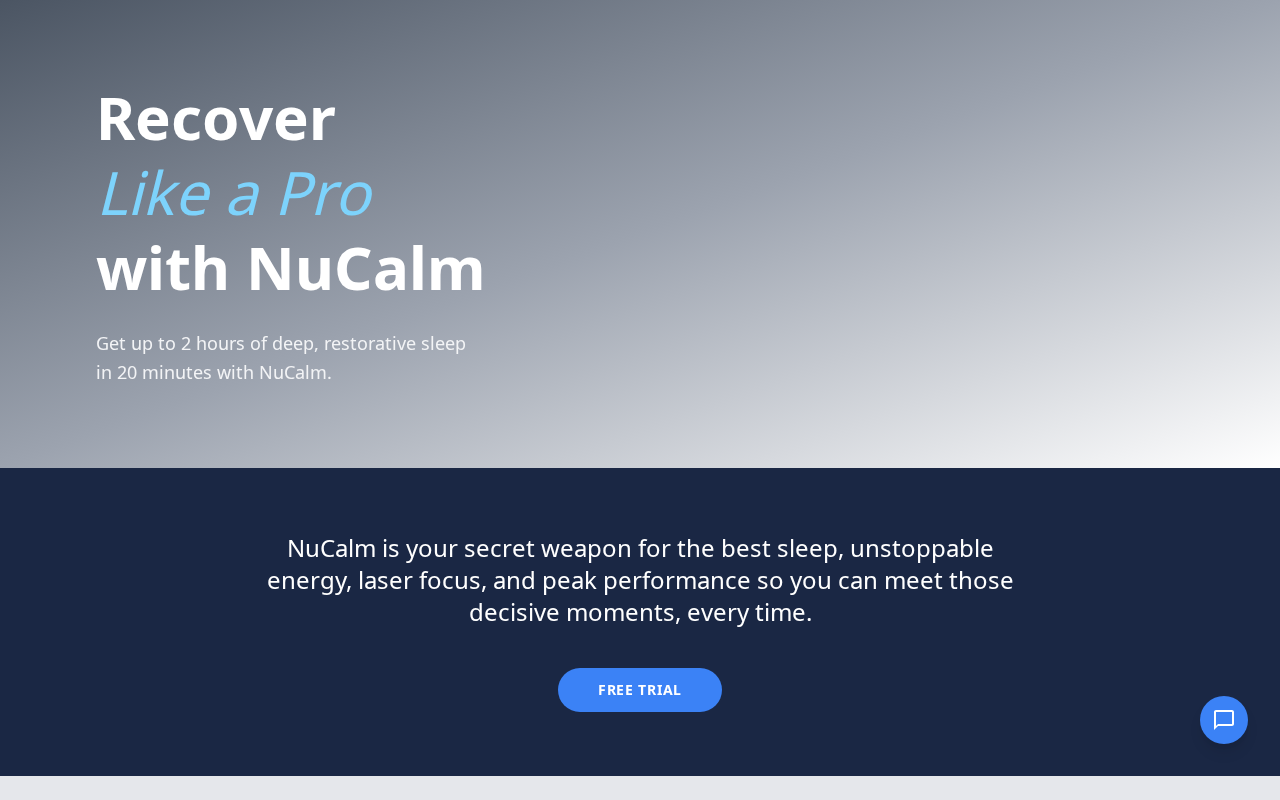 Recover
Like a Pro
with NuCalm
Get up to 2 hours of deep, restorative sleep
in 20 minutes with NuCalm.
NuCalm is your secret weapon for the best sleep, unstoppable
energy, laser focus, and peak performance so you can meet those
decisive moments, every time.
FREE TRIAL